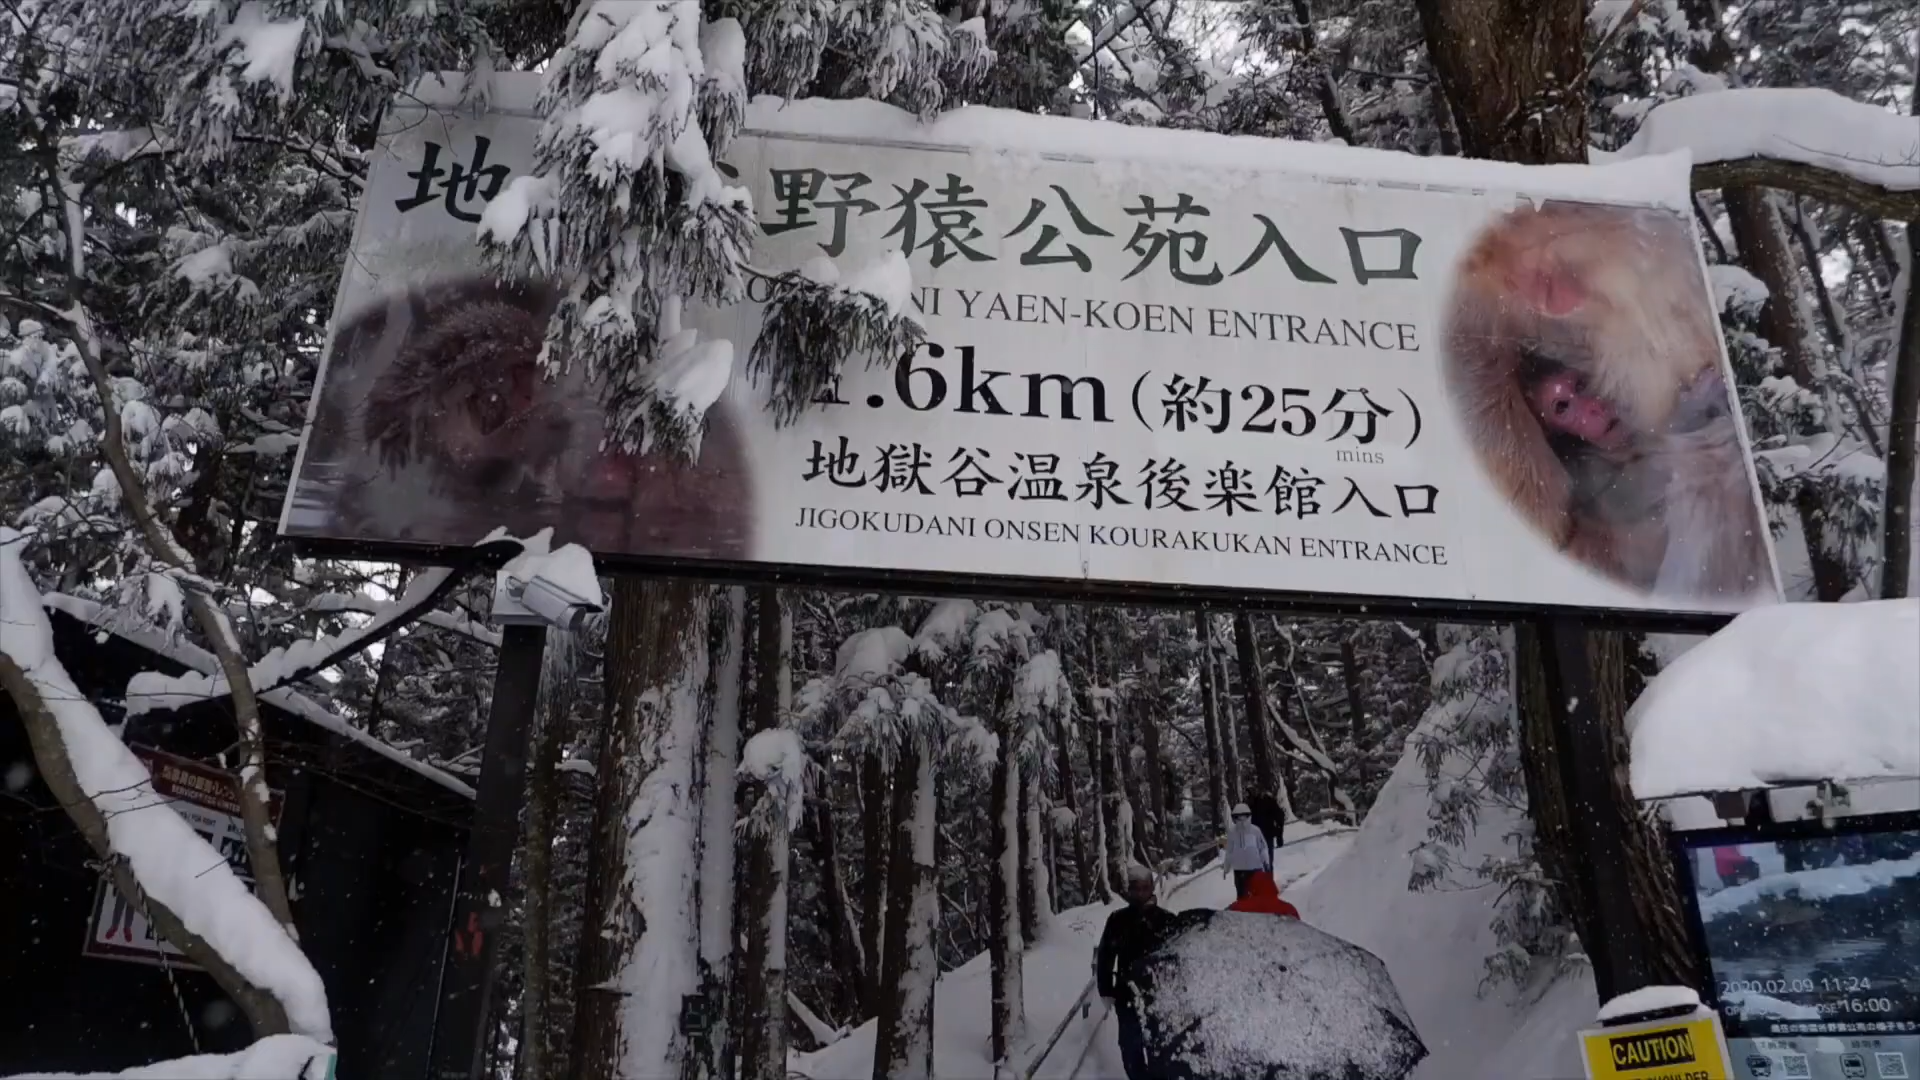 地 野猿公苑入口
NI YAEN-KOEN ENTRANCE
1.6km(約25分)
mins
地獄谷温泉後楽館入口
JIGOKUDANI ONSEN KOURAKUKAN ENTRANCE
2020.02.09 11:24
16:00
CAUTION